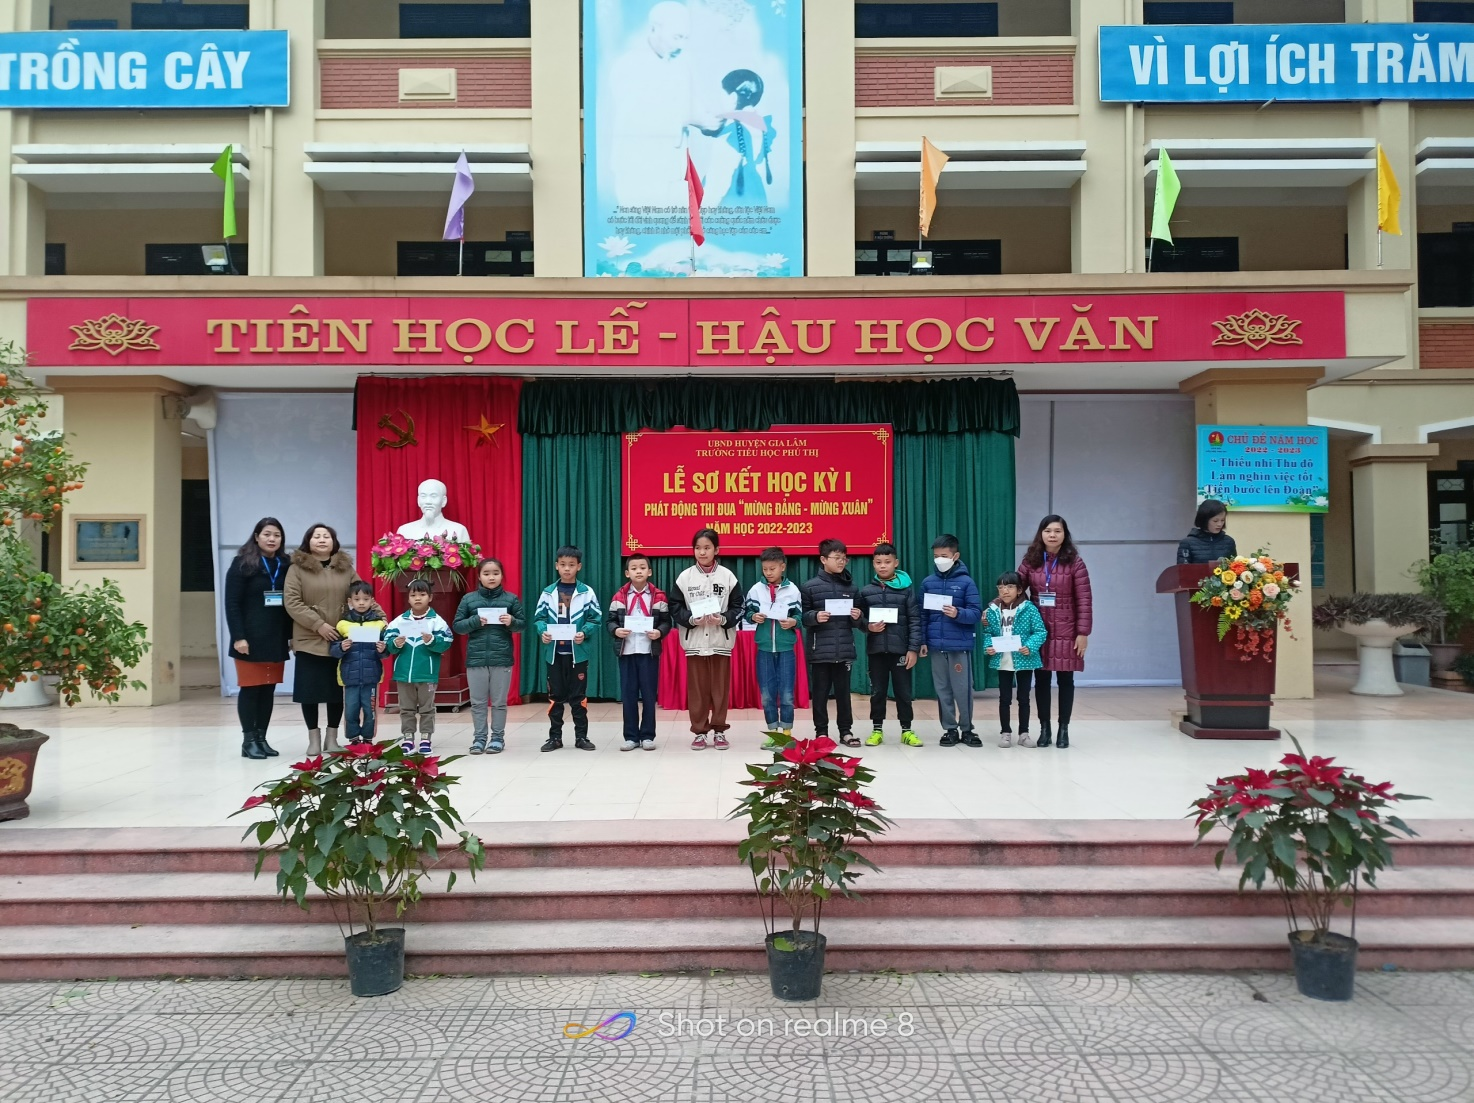 TRỒNG CÂY
VÌ LỢI ÍCH TRĂM
TIÊN HỌC LỄ - HẬU HỌC VĂN
UBND HUYỆN GIA LÂM
TRƯỜNG TIỂU HỌC PHÚ THỊ
LỄ SƠ KẾT HỌC KỲ I
PHÁT ĐỘNG THI ĐUA "MỪNG ĐẢNG - MỪNG XUÂN"
NĂM HỌC 2022-2023
CHỦ ĐỀ NĂM HỌC
2022 - 2023
" Thiếu nhi Thủ đô
Làm nghìn việc tốt
Tiến bước lên Đoàn"
Shot on realme 8